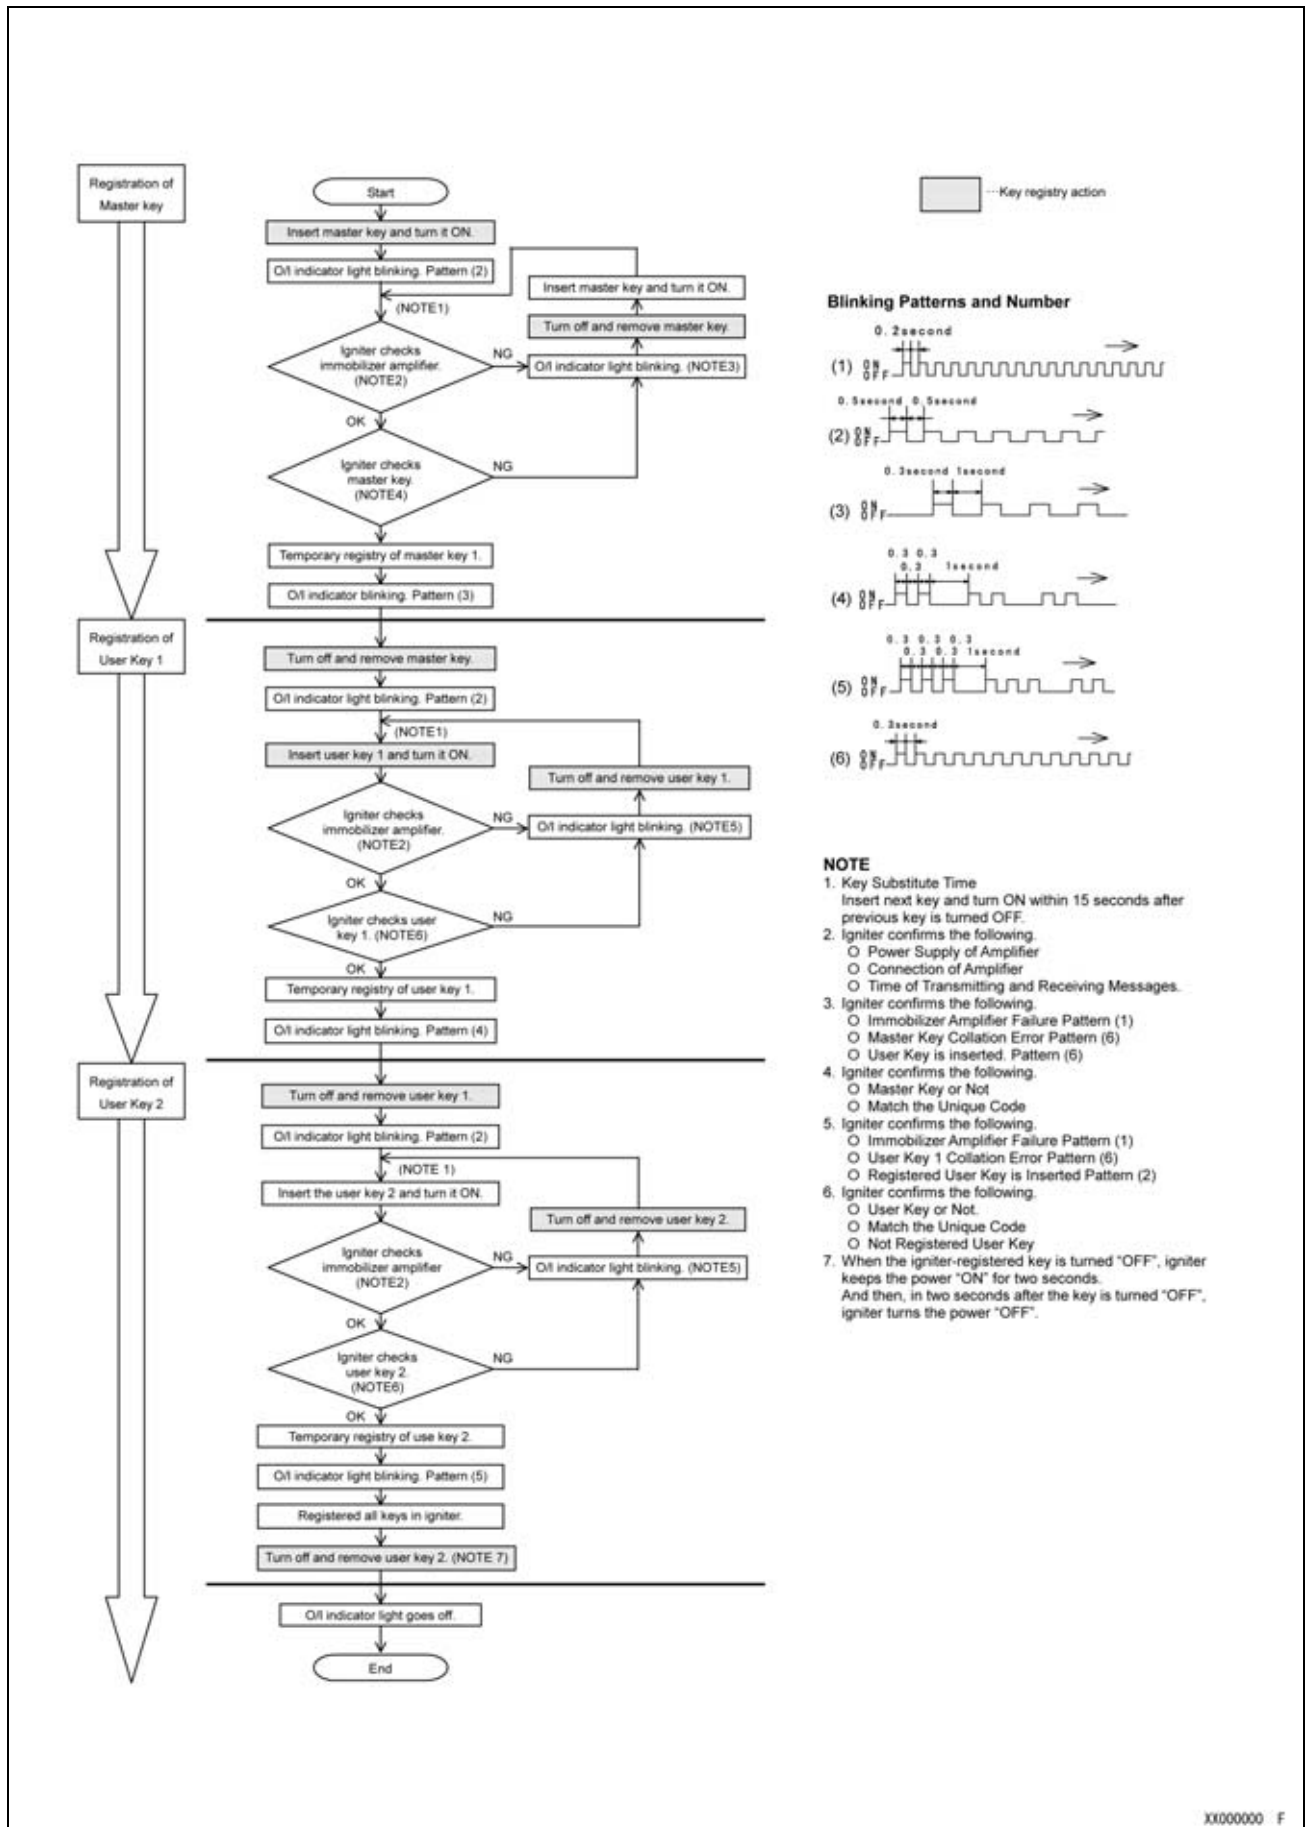 Registration of
Master key
Start
Insert master key and turn it ON.
O/I indicator light blinking. Pattern (2)
(NOTE1)
Igniter checks
immobilizer amplifier.
(NOTE2)
NG
O/I indicator light blinking. (NOTE3)
Turn off and remove master key.
Insert master key and turn it ON.
OK
Igniter checks
master key.
(NOTE4)
NG
Temporary registry of master key 1.
O/I indicator blinking. Pattern (3)
Registration of
User Key 1
Turn off and remove master key.
O/I indicator light blinking. Pattern (2)
(NOTE1)
Insert user key 1 and turn it ON.
Turn off and remove user key 1.
Igniter checks
immobilizer amplifier.
(NOTE2)
NG
O/I indicator light blinking. (NOTE5)
OK
Igniter checks user
key 1. (NOTE6)
NG
OK
Temporary registry of user key 1.
O/I indicator light blinking. Pattern (4)
Registration of
User Key 2
Turn off and remove user key 1.
O/I indicator light blinking. Pattern (2)
(NOTE 1)
Insert the user key 2 and turn it ON.
Turn off and remove user key 2.
Igniter checks
immobilizer amplifier
(NOTE2)
NG
O/I indicator light blinking. (NOTE5)
OK
Igniter checks
user key 2.
(NOTE6)
NG
OK
Temporary registry of use key 2.
O/I indicator light blinking. Pattern (5)
Registered all keys in igniter.
Turn off and remove user key 2. (NOTE 7)
O/I indicator light goes off.
End
···Key registry action
Blinking Patterns and Number
0.2second
(1) ON OFF
0.5second 0.5second
(2) ON OFF
0.3second 1second
(3) ON OFF
0.3 0.3
0.3 1second
(4) ON OFF
0.3 0.3 0.3
0.3 0.3 1second
(5) ON OFF
0.3second
(6) ON OFF
NOTE
1. Key Substitute Time
Insert next key and turn ON within 15 seconds after
previous key is turned OFF.
2. Igniter confirms the following.
O Power Supply of Amplifier
O Connection of Amplifier
O Time of Transmitting and Receiving Messages.
3. Igniter confirms the following.
O Immobilizer Amplifier Failure Pattern (1)
O Master Key Collation Error Pattern (6)
O User Key is inserted. Pattern (6)
4. Igniter confirms the following.
O Master Key or Not
O Match the Unique Code
5. Igniter confirms the following.
O Immobilizer Amplifier Failure Pattern (1)
O User Key 1 Collation Error Pattern (6)
O Registered User Key is Inserted Pattern (2)
6. Igniter confirms the following.
O User Key or Not.
O Match the Unique Code
O Not Registered User Key
7. When the igniter-registered key is turned “OFF”, igniter
keeps the power “ON” for two seconds.
And then, in two seconds after the key is turned “OFF”,
igniter turns the power “OFF”.
XX000000 F